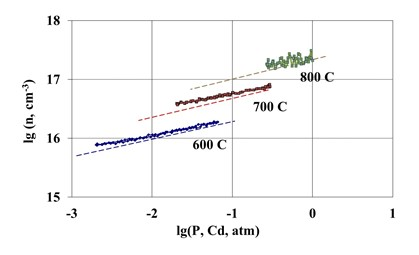 18
17
16
15
lg (n, cm⁻³)
800 C
700 C
600 C
-3 -2 -1 0 1
lg(P, Cd, atm)